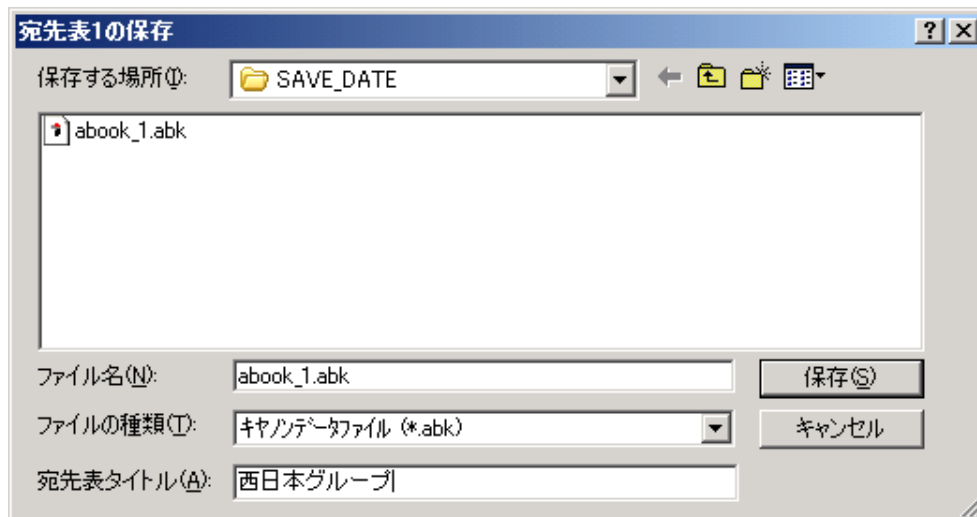 宛先表1の保存
保存する場所(I): SAVE_DATE
abook_1.abk
ファイル名(N): abook_1.abk 保存(S)
ファイルの種類(T): キヤノンデータファイル (*.abk) キャンセル
宛先表タイトル(A): 西日本グループ